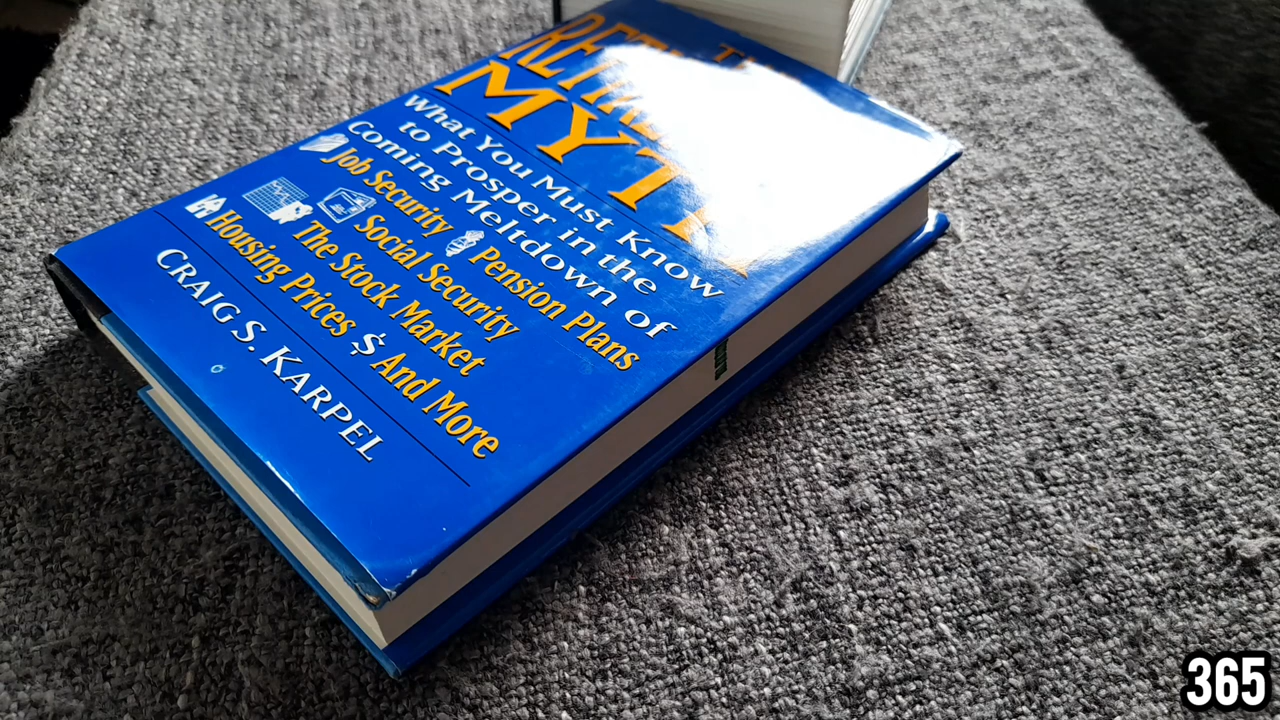 MYTH
What You Must Know
to Prosper in the
Coming Meltdown of
Job Security Pension Plans
Social Security
The Stock Market
Housing Prices $ And More
CRAIG S. KARPEL
365